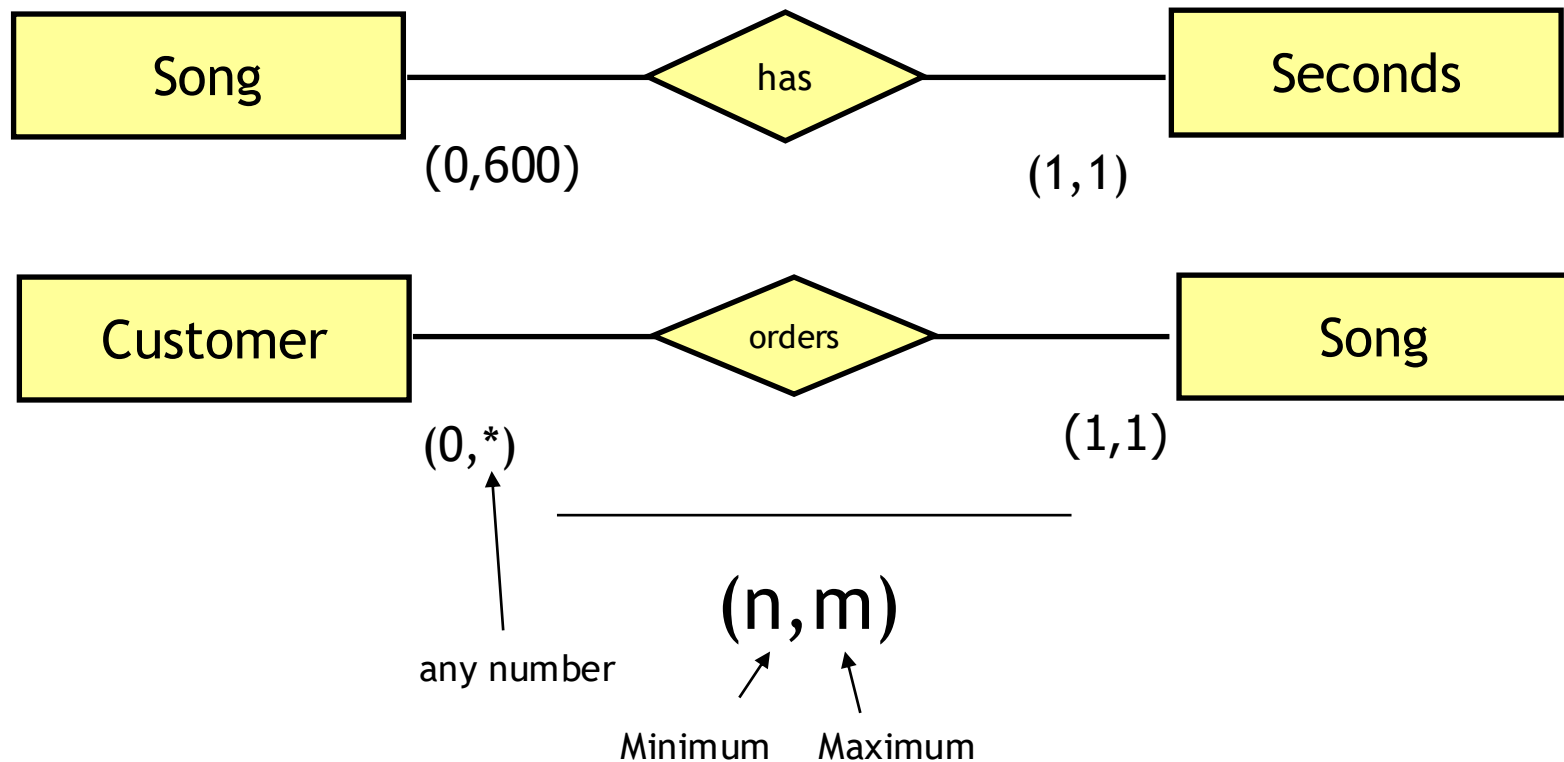 Song
has
Seconds
(0,600)
(1,1)
Customer
orders
Song
(0,*)
(1,1)
(n,m)
any number
Minimum
Maximum